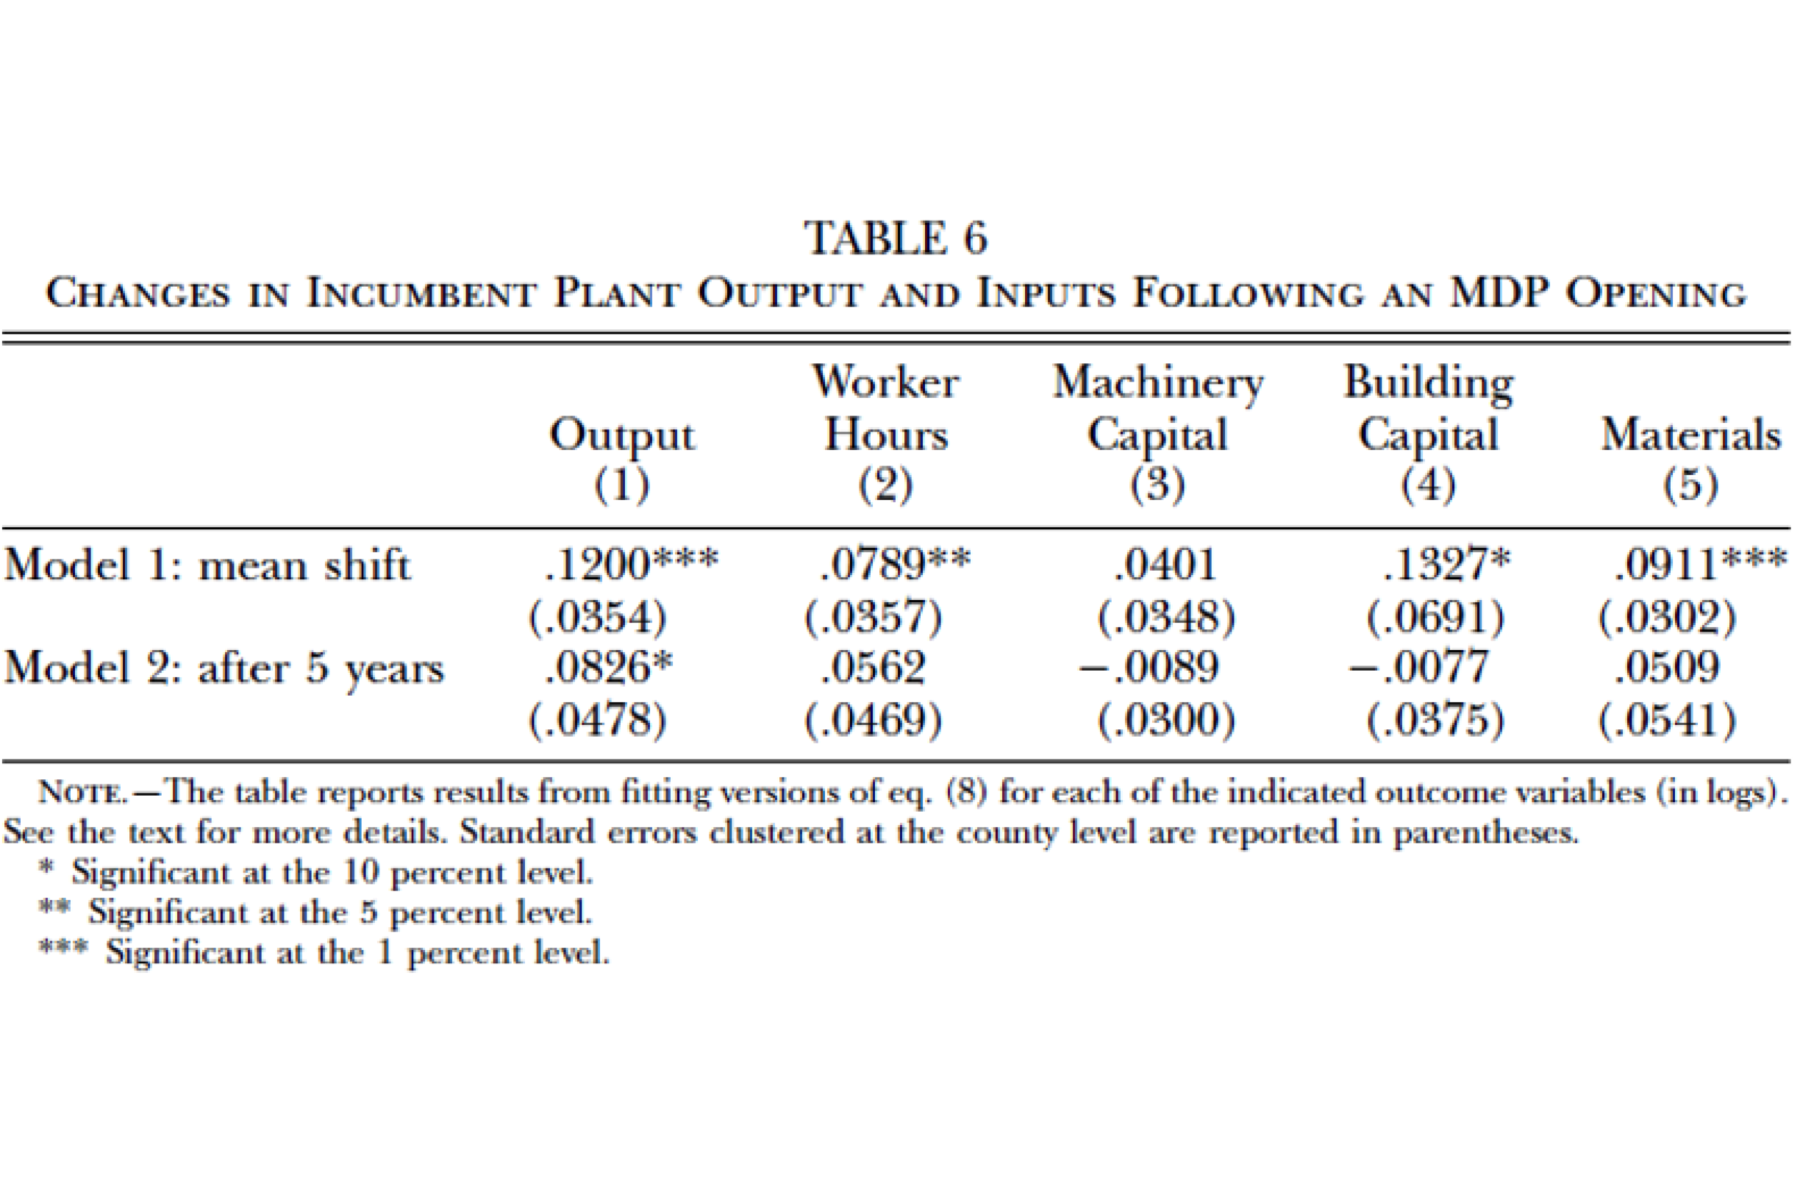 TABLE 6
CHANGES IN INCUMBENT PLANT OUTPUT AND INPUTS FOLLOWING AN MDP OPENING
Worker Machinery Building
Output Hours Capital Capital Materials
(1) (2) (3) (4) (5)
Model 1: mean shift .1200*** .0789** .0401 .1327* .0911***
(.0354) (.0357) (.0348) (.0691) (.0302)
Model 2: after 5 years .0826* .0562 −.0089 −.0077 .0509
(.0478) (.0469) (.0300) (.0375) (.0541)
NOTE.—The table reports results from fitting versions of eq. (8) for each of the indicated outcome variables (in logs).
See the text for more details. Standard errors clustered at the county level are reported in parentheses.
* Significant at the 10 percent level.
** Significant at the 5 percent level.
*** Significant at the 1 percent level.